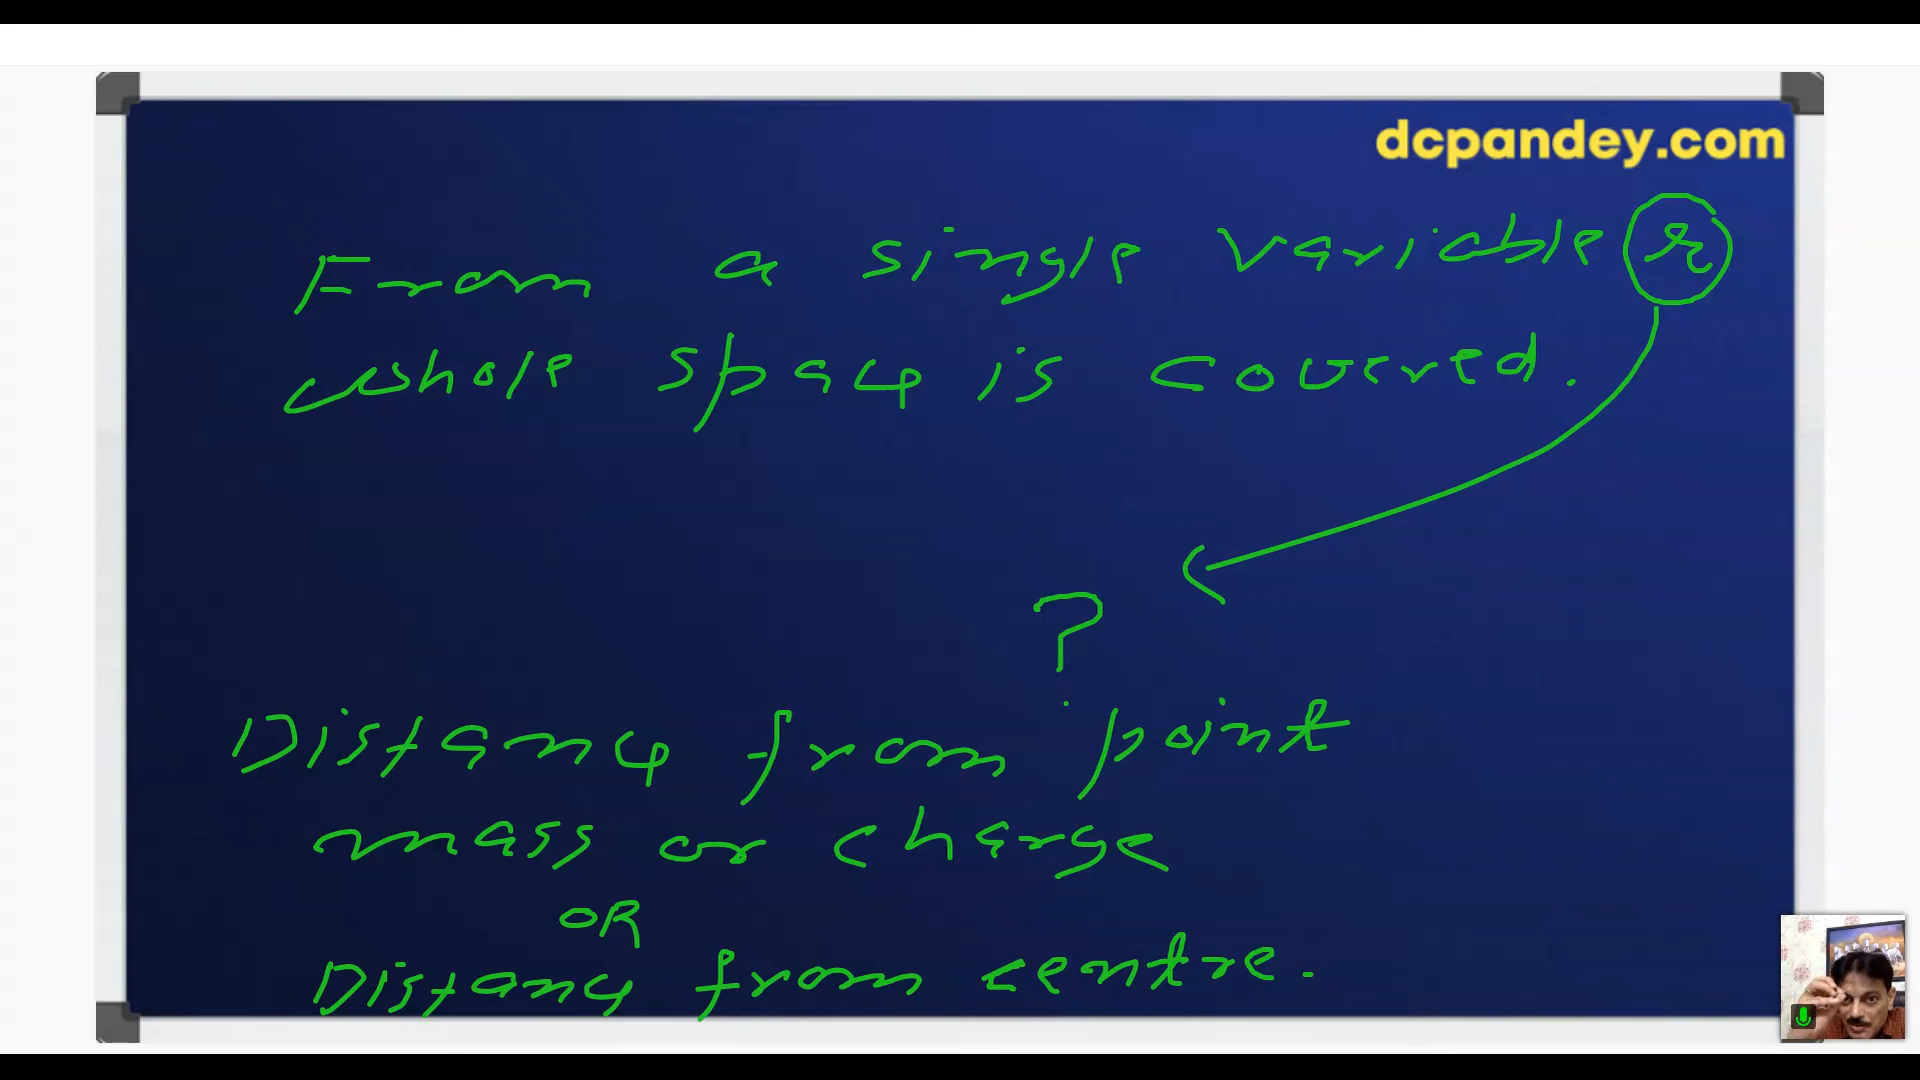 dcpandey.com
From a single variable r
whole space is covered.
?
Distance from point
mass or charge
OR
Distance from centre.